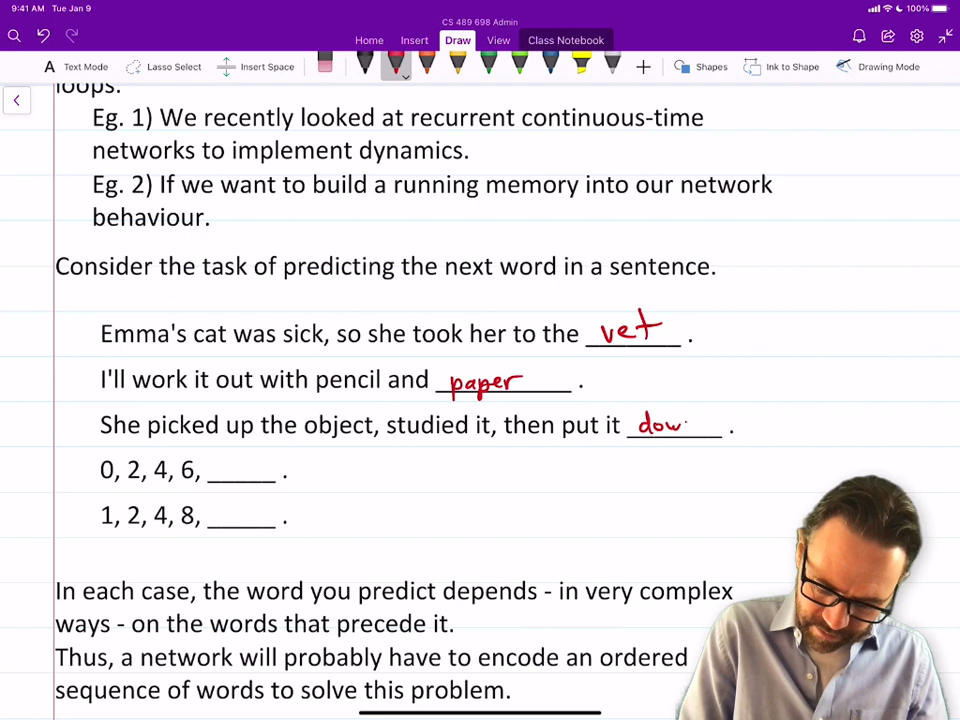 9:41 AM Tue Jan 9
100%
CS 489 698 Admin
Home Insert Draw View Class Notebook
A Text Mode Lasso Select Insert Space Shapes Ink to Shape Drawing Mode
loops.
Eg. 1) We recently looked at recurrent continuous-time
networks to implement dynamics.
Eg. 2) If we want to build a running memory into our network
behaviour.
Consider the task of predicting the next word in a sentence.
Emma's cat was sick, so she took her to the vet .
I'll work it out with pencil and paper .
She picked up the object, studied it, then put it dow .
0, 2, 4, 6, _____ .
1, 2, 4, 8, _____ .
In each case, the word you predict depends - in very complex
ways - on the words that precede it.
Thus, a network will probably have to encode an ordered
sequence of words to solve this problem.